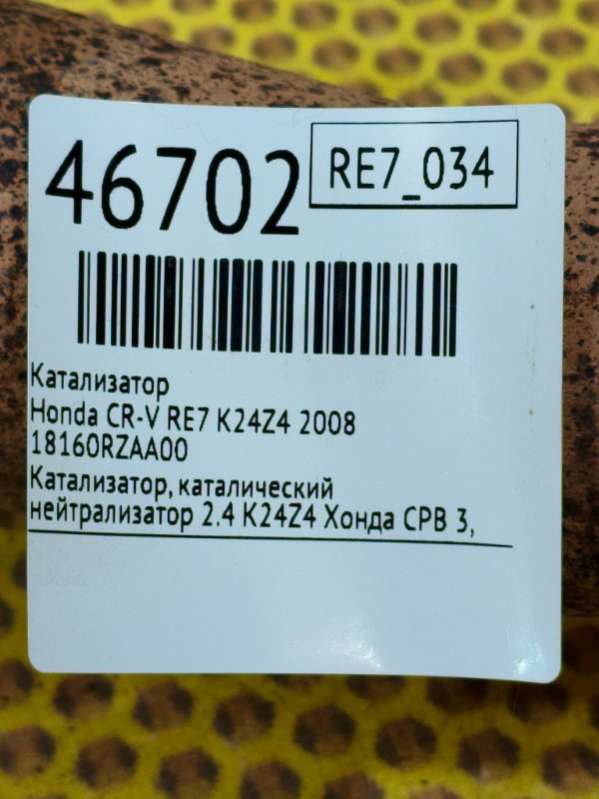 46702
RE7_034
Катализатор
Honda CR-V RE7 K24Z4 2008
18160RZAA00
Катализатор, каталический
нейтрализатор 2.4 K24Z4 Хонда СРВ 3,